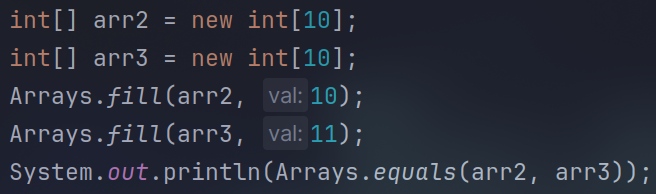 int[] arr2 = new int[10];
int[] arr3 = new int[10];
Arrays.fill(arr2, val: 10);
Arrays.fill(arr3, val: 11);
System.out.println(Arrays.equals(arr2, arr3));